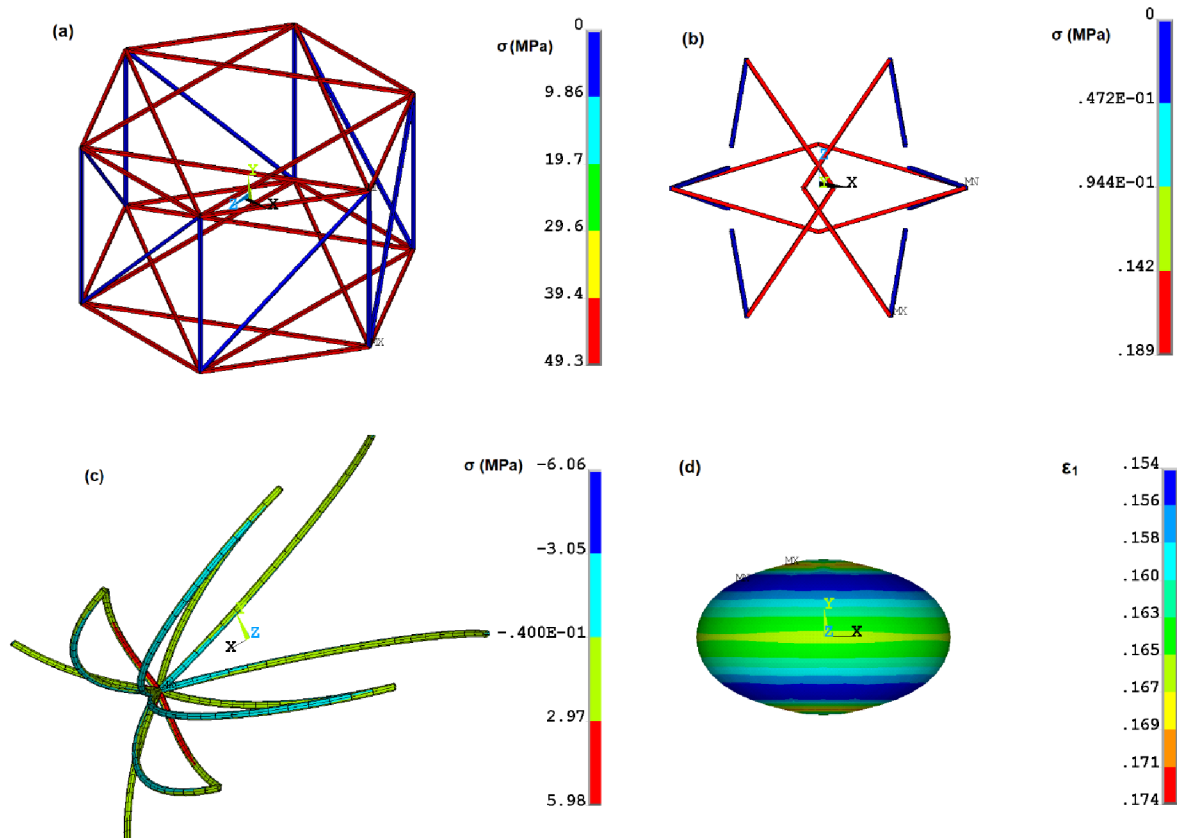 (a)
σ (MPa)
0
9.86
19.7
29.6
39.4
49.3
Y
Z
X
MX
(b)
σ (MPa)
0
.472E-01
.944E-01
.142
.189
Z
X
MN
MX
(c)
σ (MPa)
-6.06
-3.05
-.400E-01
2.97
5.98
X
Z
(d)
ε1
.154
.156
.158
.160
.163
.165
.167
.169
.171
.174
MX
MN
Y
Z
X